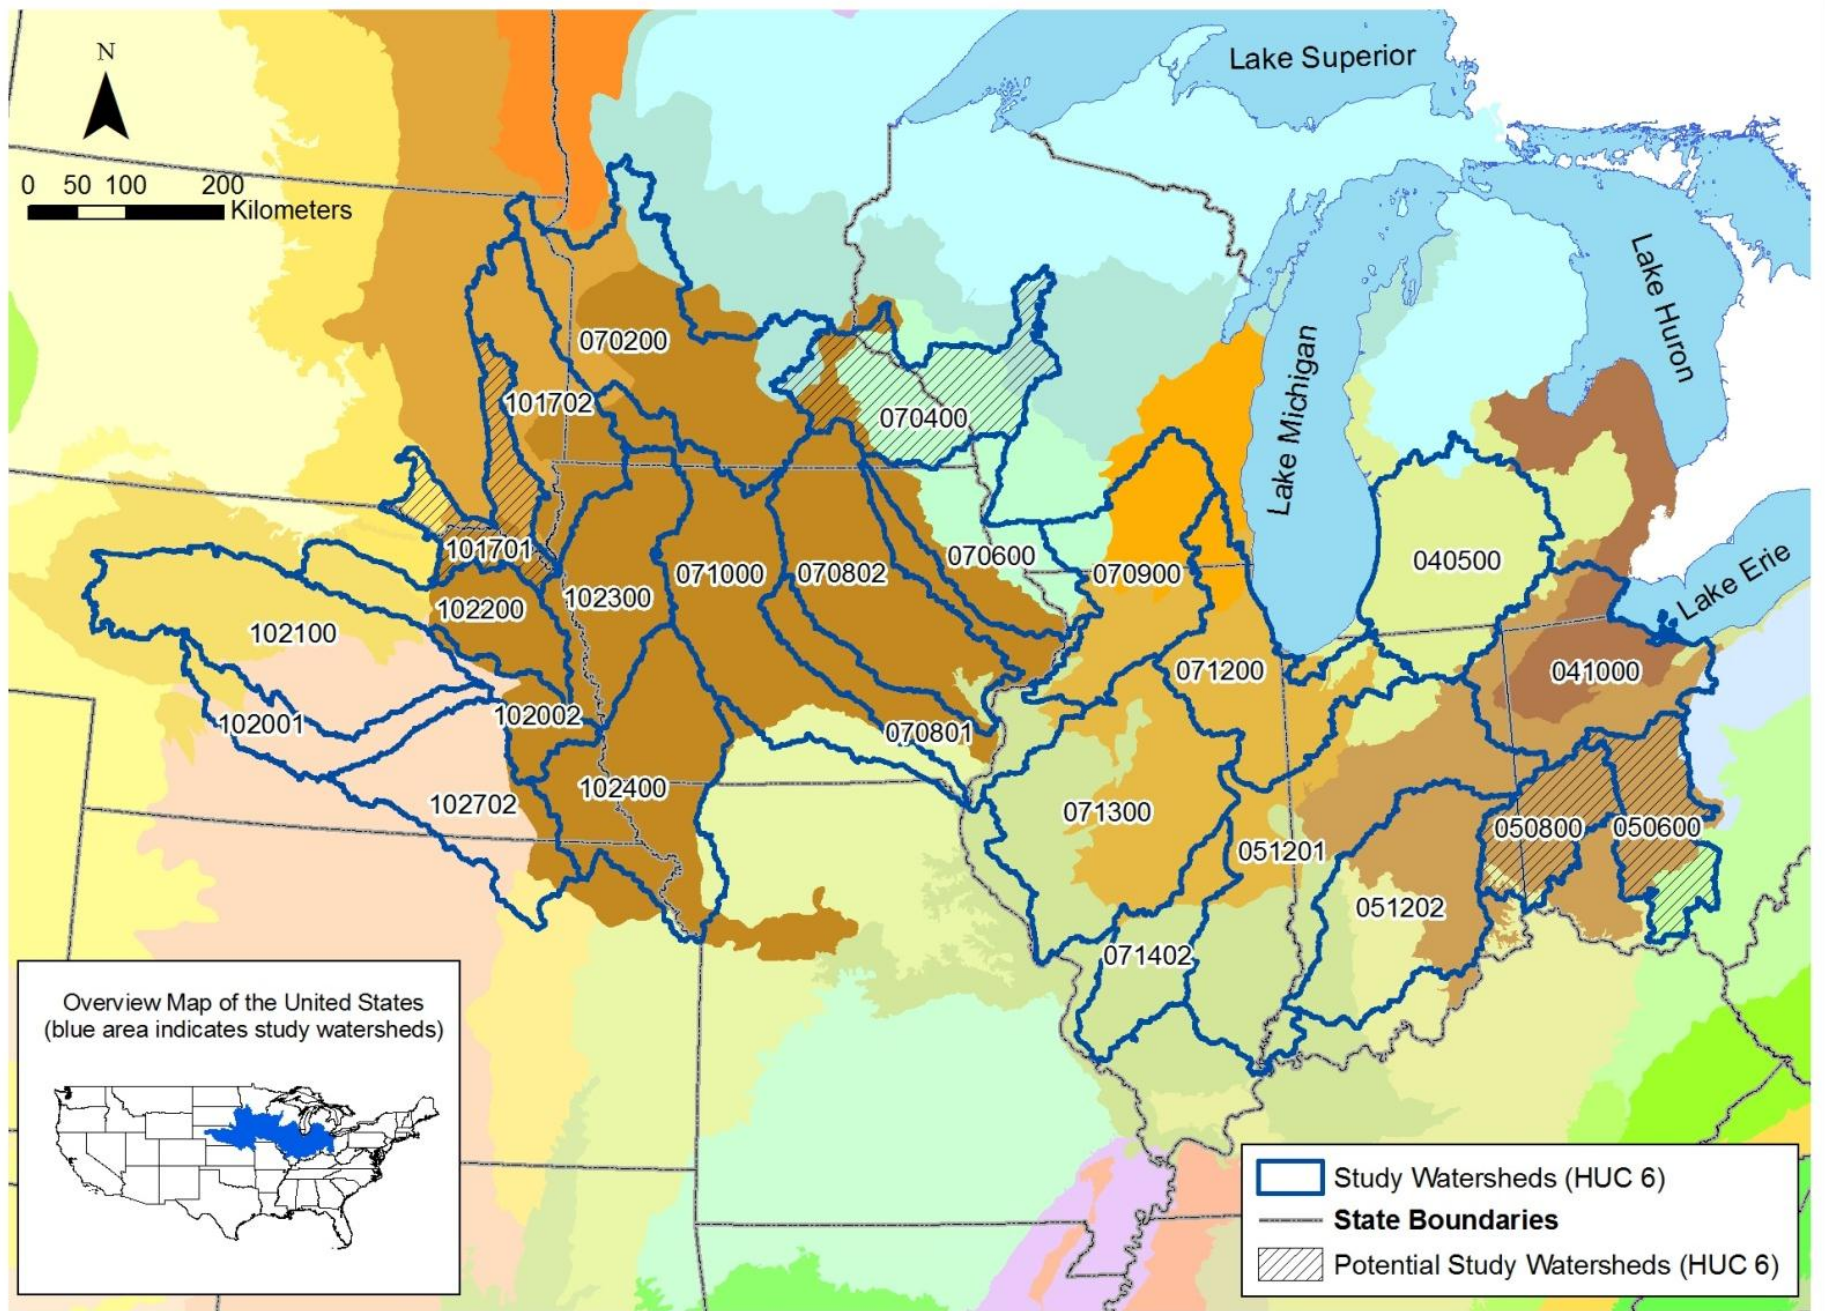 Lake Superior
N
0 50 100 200
Kilometers
Lake Huron
070200
Lake Michigan
101702
070400
101701
070600
040500
071000
070802
070900
Lake Erie
102300
102200
102100
071200
041000
102001
102002
070801
102400
102702
071300
050800
050600
051201
051202
071402
Overview Map of the United States
(blue area indicates study watersheds)
Study Watersheds (HUC 6)
State Boundaries
Potential Study Watersheds (HUC 6)